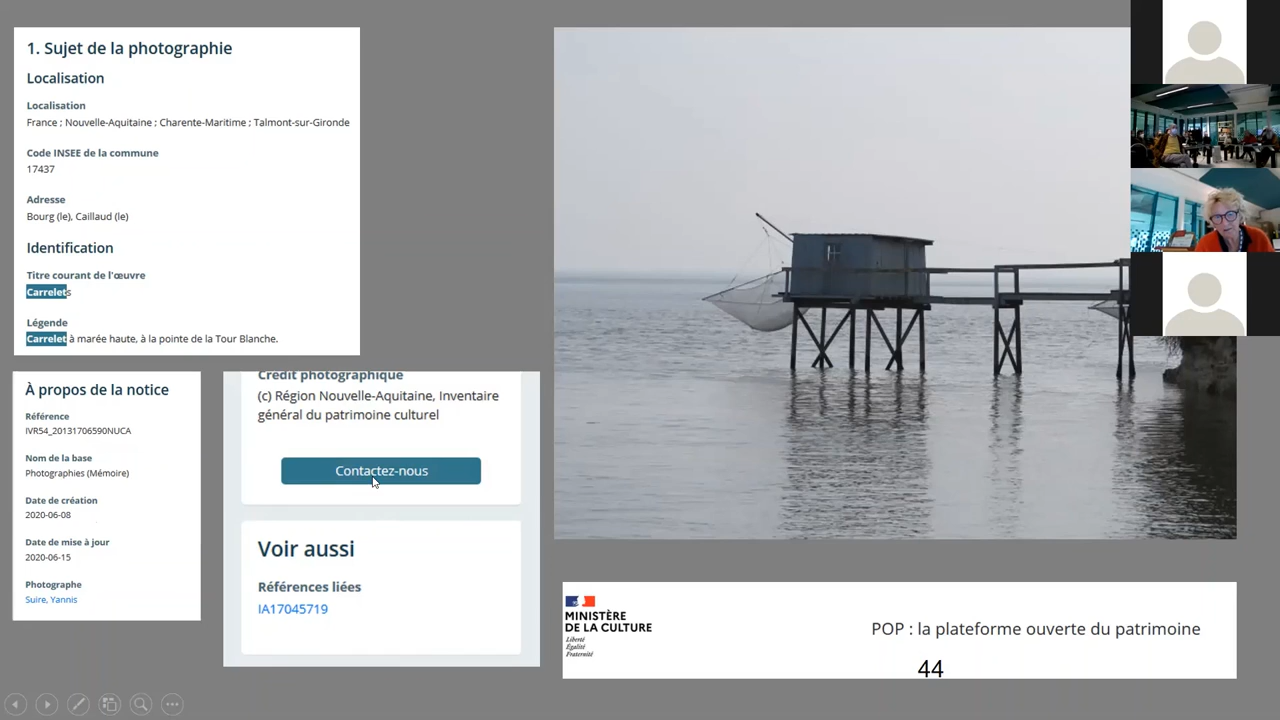 1. Sujet de la photographie
Localisation
Localisation
France ; Nouvelle-Aquitaine ; Charente-Maritime ; Talmont-sur-Gironde
Code INSEE de la commune
17437
Adresse
Bourg (le), Caillaud (le)
Identification
Titre courant de l'œuvre
Carrelets
Légende
Carrelet à marée haute, à la pointe de la Tour Blanche.
À propos de la notice
Référence
IVR54_20131706590NUCA
Nom de la base
Photographies (Mémoire)
Date de création
2020-06-08
Date de mise à jour
2020-06-15
Photographe
Suire, Yannis
Crédit photographique
(c) Région Nouvelle-Aquitaine, Inventaire
général du patrimoine culturel
Contactez-nous
Voir aussi
Références liées
IA17045719
MINISTÈRE
DE LA CULTURE
Liberté
Égalité
Fraternité
POP : la plateforme ouverte du patrimoine
44